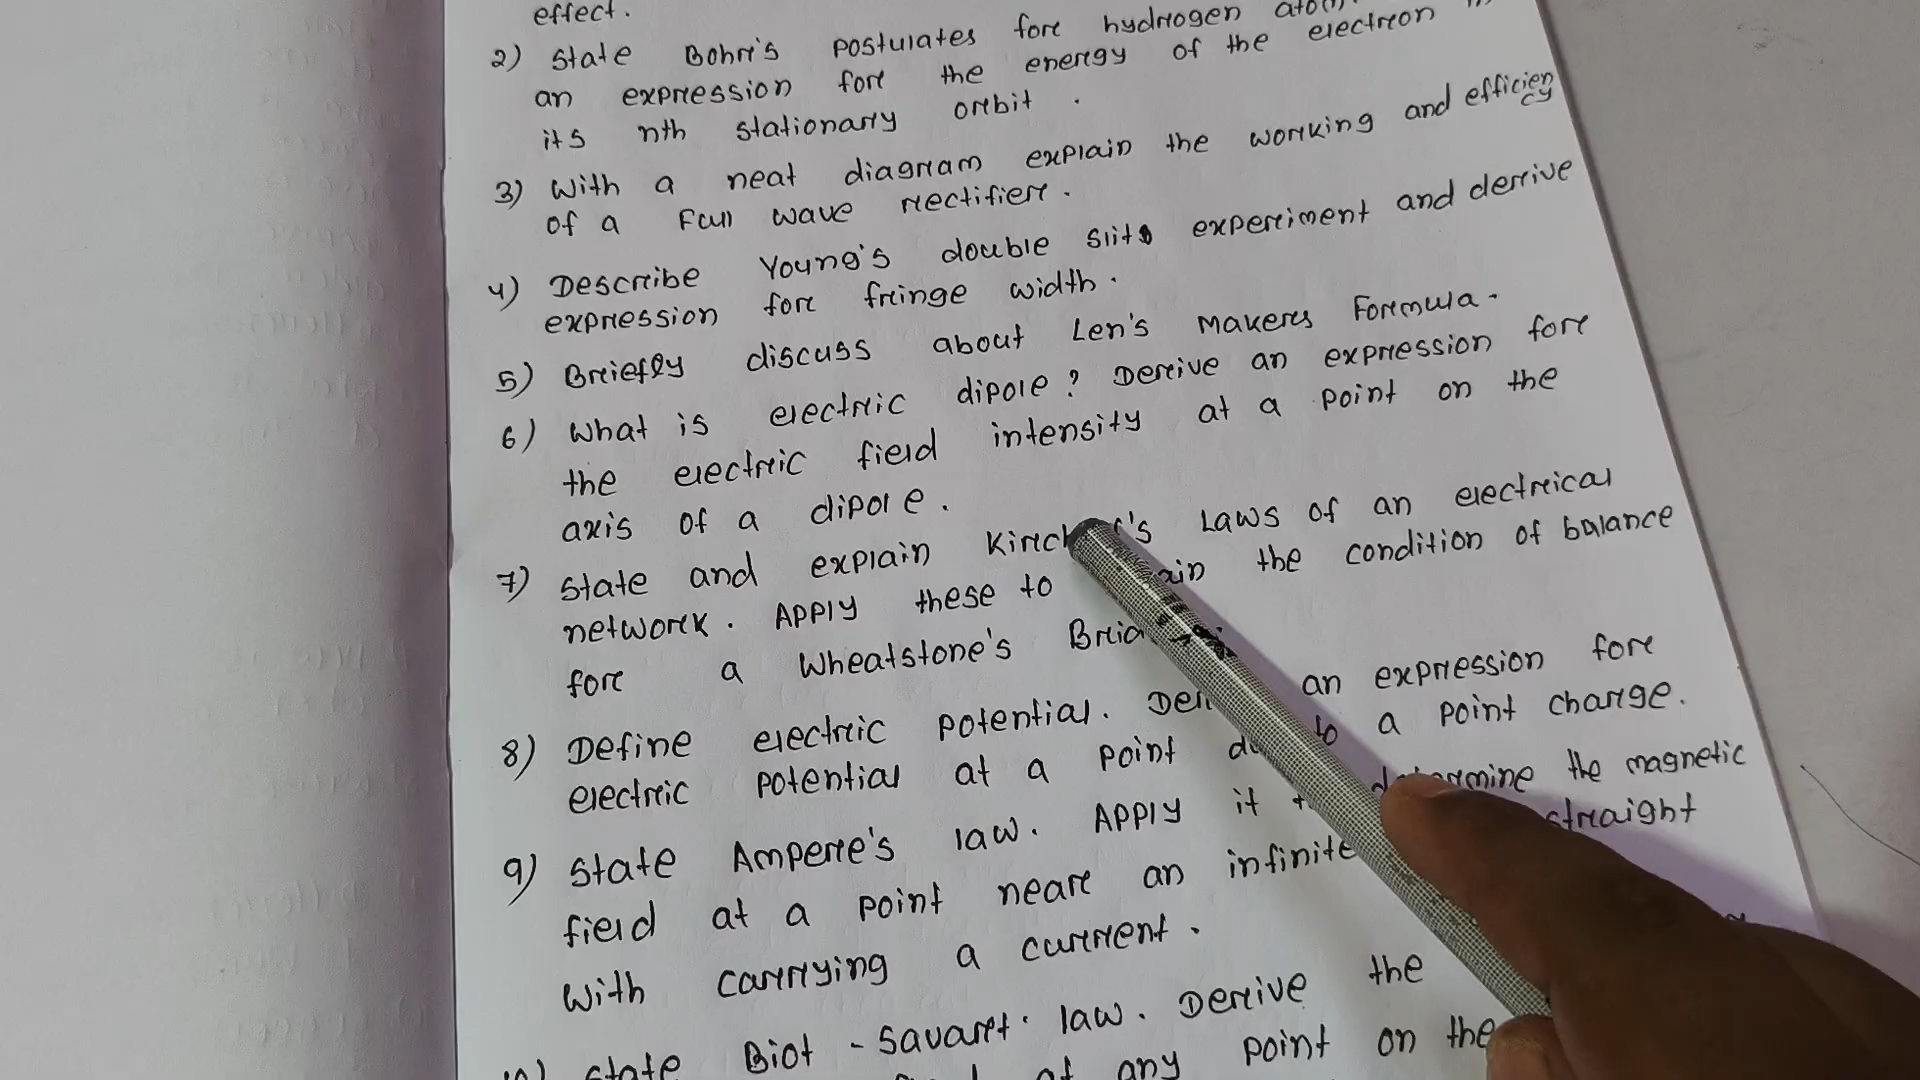 effect.
2) State Bohr's postulates for hydrogen
an expression for the energy of the electron
its nth stationary orbit.
3) With a neat diagram explain the working and efficiency
of a Full wave rectifier.
4) Describe Young's double slits experiment and derive
expression for fringe width.
5) Briefly discuss about Len's makers Formula.
6) What is electric dipole? Derive an expression for
the electric field intensity at a point on the
axis of a dipole.
7) State and explain Laws of an electrical
network. Apply these to the condition of balance
for a Wheatstone's
8) Define electric potential. an expression for
electric potential at a point a point charge.
9) State Ampere's law. Apply it the magnetic
field at a point near an infinite straight
with carrying a current.
State Biot-Savart law. Derive the
at any point on the